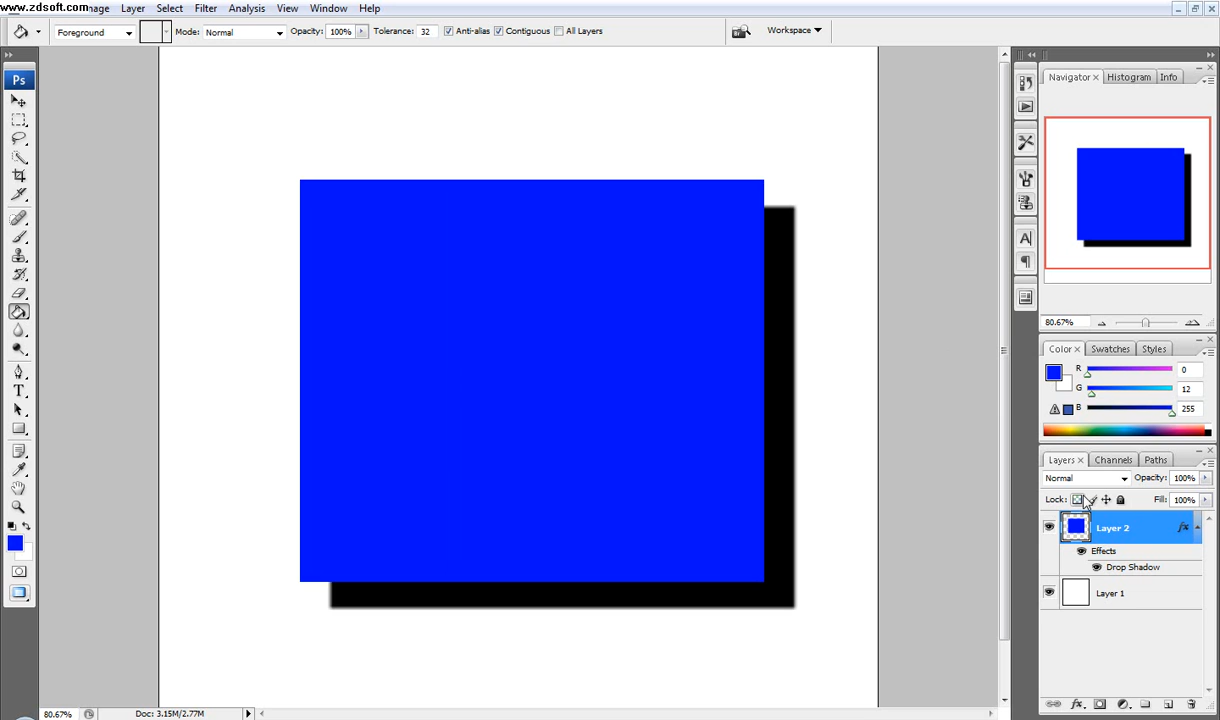 www.zdsoft.com mage Layer Select Filter Analysis View Window Help
Foreground Mode: Normal Opacity: 100% Tolerance: 32 Anti-alias Contiguous All Layers Workspace
Ps
Navigator Histogram Info
80.67%
Color Swatches Styles
R 0
G 12
B 255
Layers Channels Paths
Normal Opacity: 100%
Lock: Fill: 100%
Layer 2 fx
Effects
Drop Shadow
Layer 1
80.67% Doc: 3.15M/2.77M